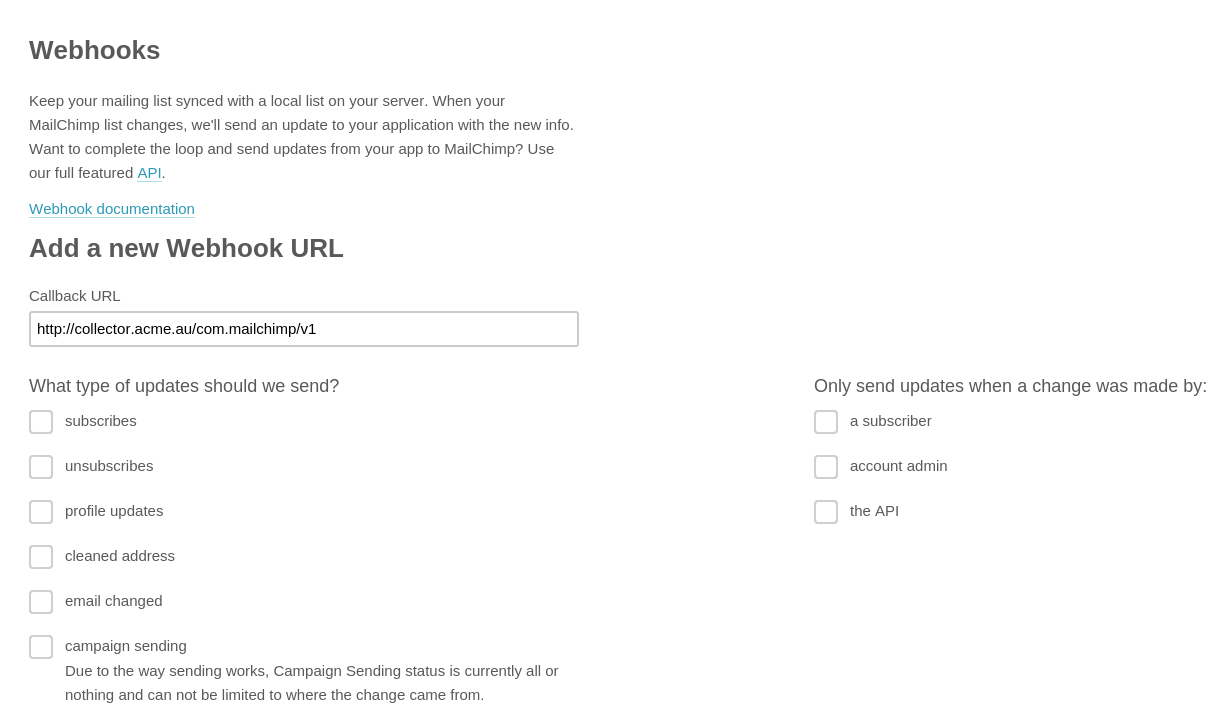 Webhooks
Keep your mailing list synced with a local list on your server. When your
MailChimp list changes, we'll send an update to your application with the new info.
Want to complete the loop and send updates from your app to MailChimp? Use
our full featured API.
Webhook documentation
Add a new Webhook URL
Callback URL
http://collector.acme.au/com.mailchimp/v1
What type of updates should we send?
subscribes
unsubscribes
profile updates
cleaned address
email changed
campaign sending
Due to the way sending works, Campaign Sending status is currently all or
nothing and can not be limited to where the change came from.
Only send updates when a change was made by:
a subscriber
account admin
the API